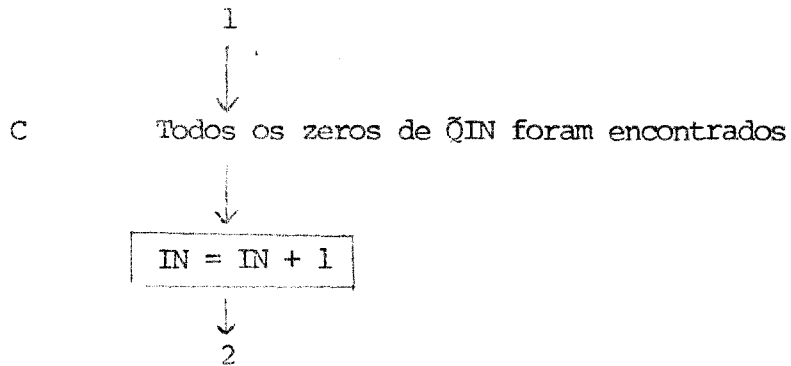 1
C Todos os zeros de Q̃IN foram encontrados
IN = IN + 1
2